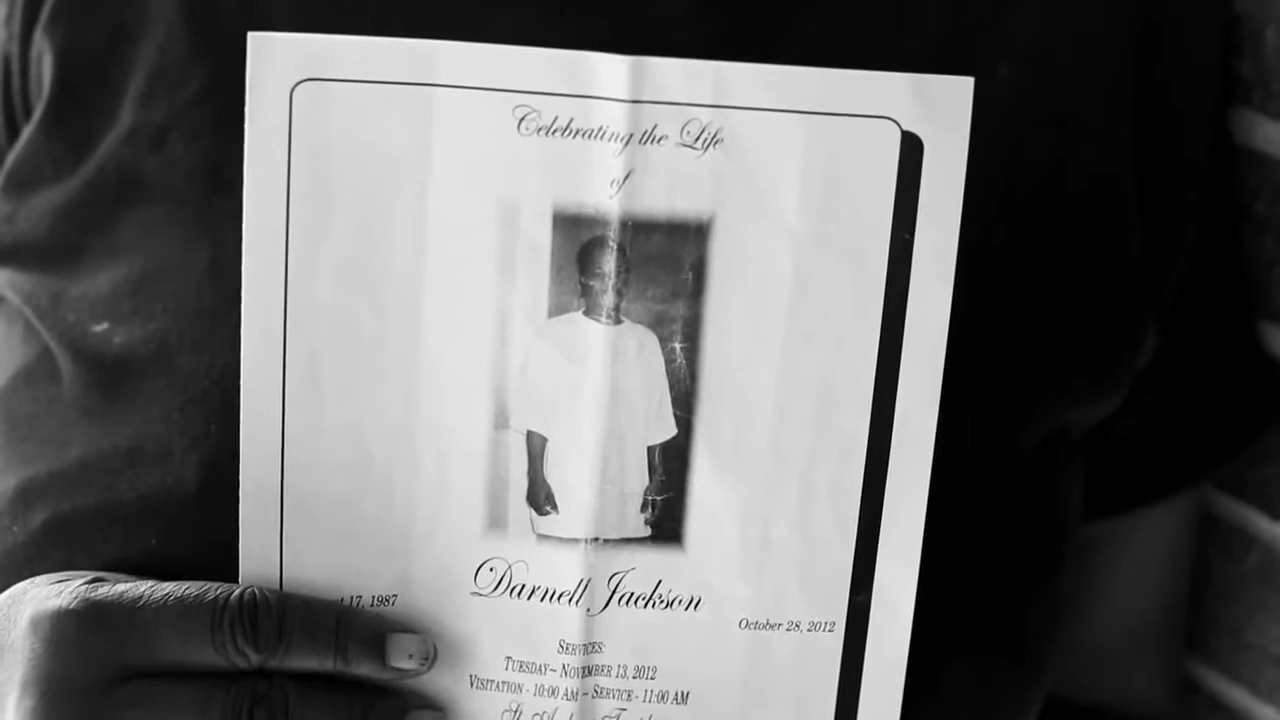 Celebrating the Life
of
Darnell Jackson
17, 1987
October 28, 2012
SERVICES:
TUESDAY~ NOVEMBER 13, 2012
VISITATION - 10:00 AM ~ SERVICE - 11:00 AM
St.